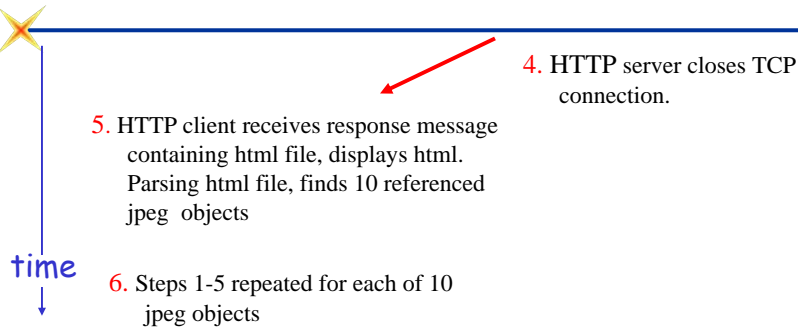 4. HTTP server closes TCP
connection.
5. HTTP client receives response message
containing html file, displays html.
Parsing html file, finds 10 referenced
jpeg objects
time
6. Steps 1-5 repeated for each of 10
jpeg objects